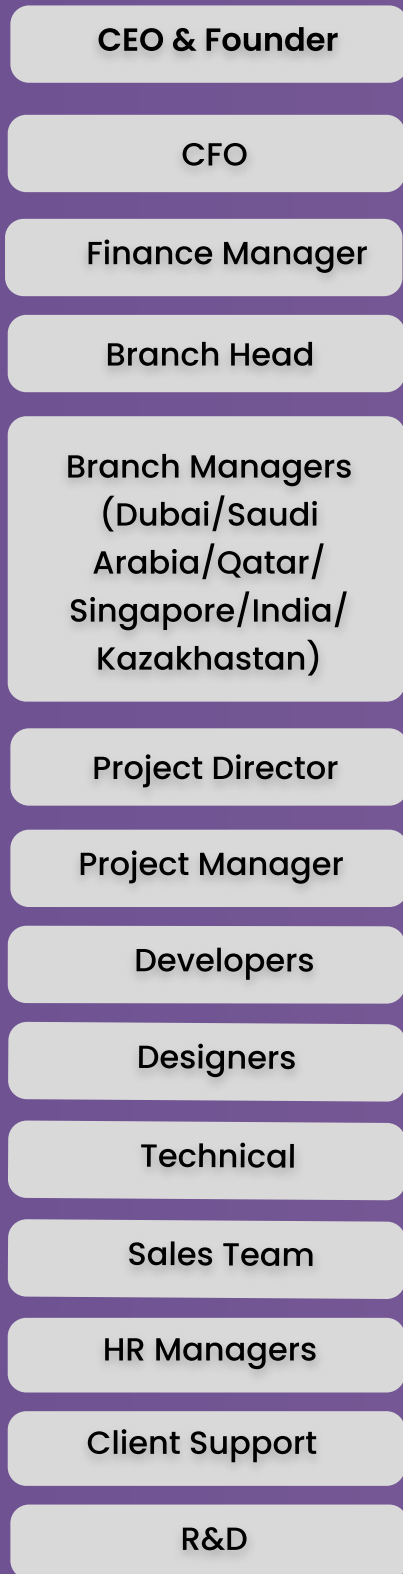 CEO & Founder
CFO
Finance Manager
Branch Head
Branch Managers
(Dubai/Saudi
Arabia/Qatar/
Singapore/India/
Kazakhastan)
Project Director
Project Manager
Developers
Designers
Technical
Sales Team
HR Managers
Client Support
R&D